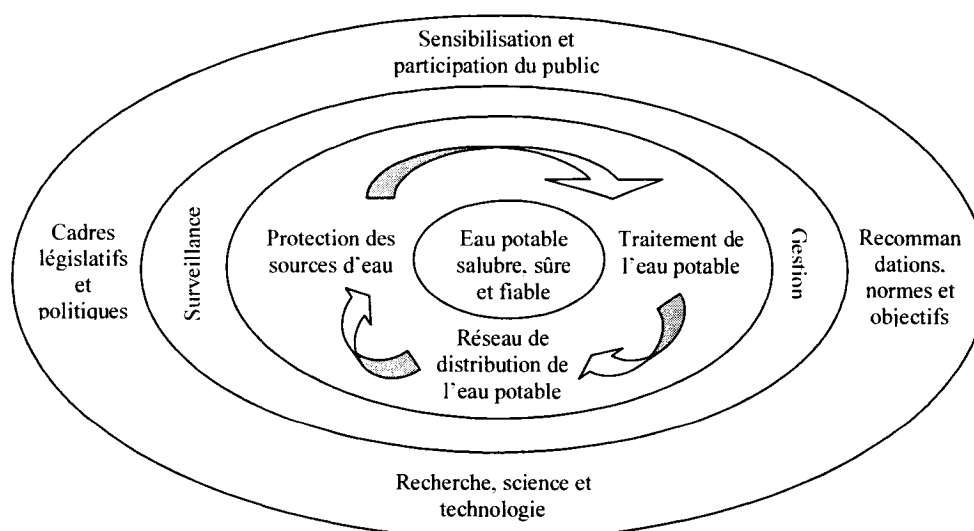 Sensibilisation et
participation du public
Cadres
législatifs
et
politiques
Surveillance
Protection des
sources d'eau
Eau potable
salubre, sûre
et fiable
Traitement de
l'eau potable
Gestion
Recomman
dations,
normes et
objectifs
Réseau de
distribution de
l'eau potable
Recherche, science et
technologie